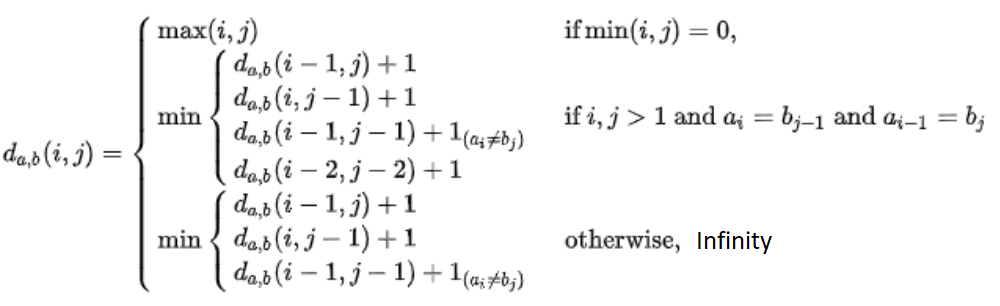 max(i, j) if min(i, j) = 0,
d_{a,b}(i − 1, j) + 1
d_{a,b}(i, j − 1) + 1
min if i, j > 1 and a_i = b_{j−1} and a_{i−1} = b_j
d_{a,b}(i − 1, j − 1) + 1_{(a_i≠b_j)}
d_{a,b}(i, j) =
d_{a,b}(i − 2, j − 2) + 1
d_{a,b}(i − 1, j) + 1
min d_{a,b}(i, j − 1) + 1 otherwise, Infinity
d_{a,b}(i − 1, j − 1) + 1_{(a_i≠b_j)}